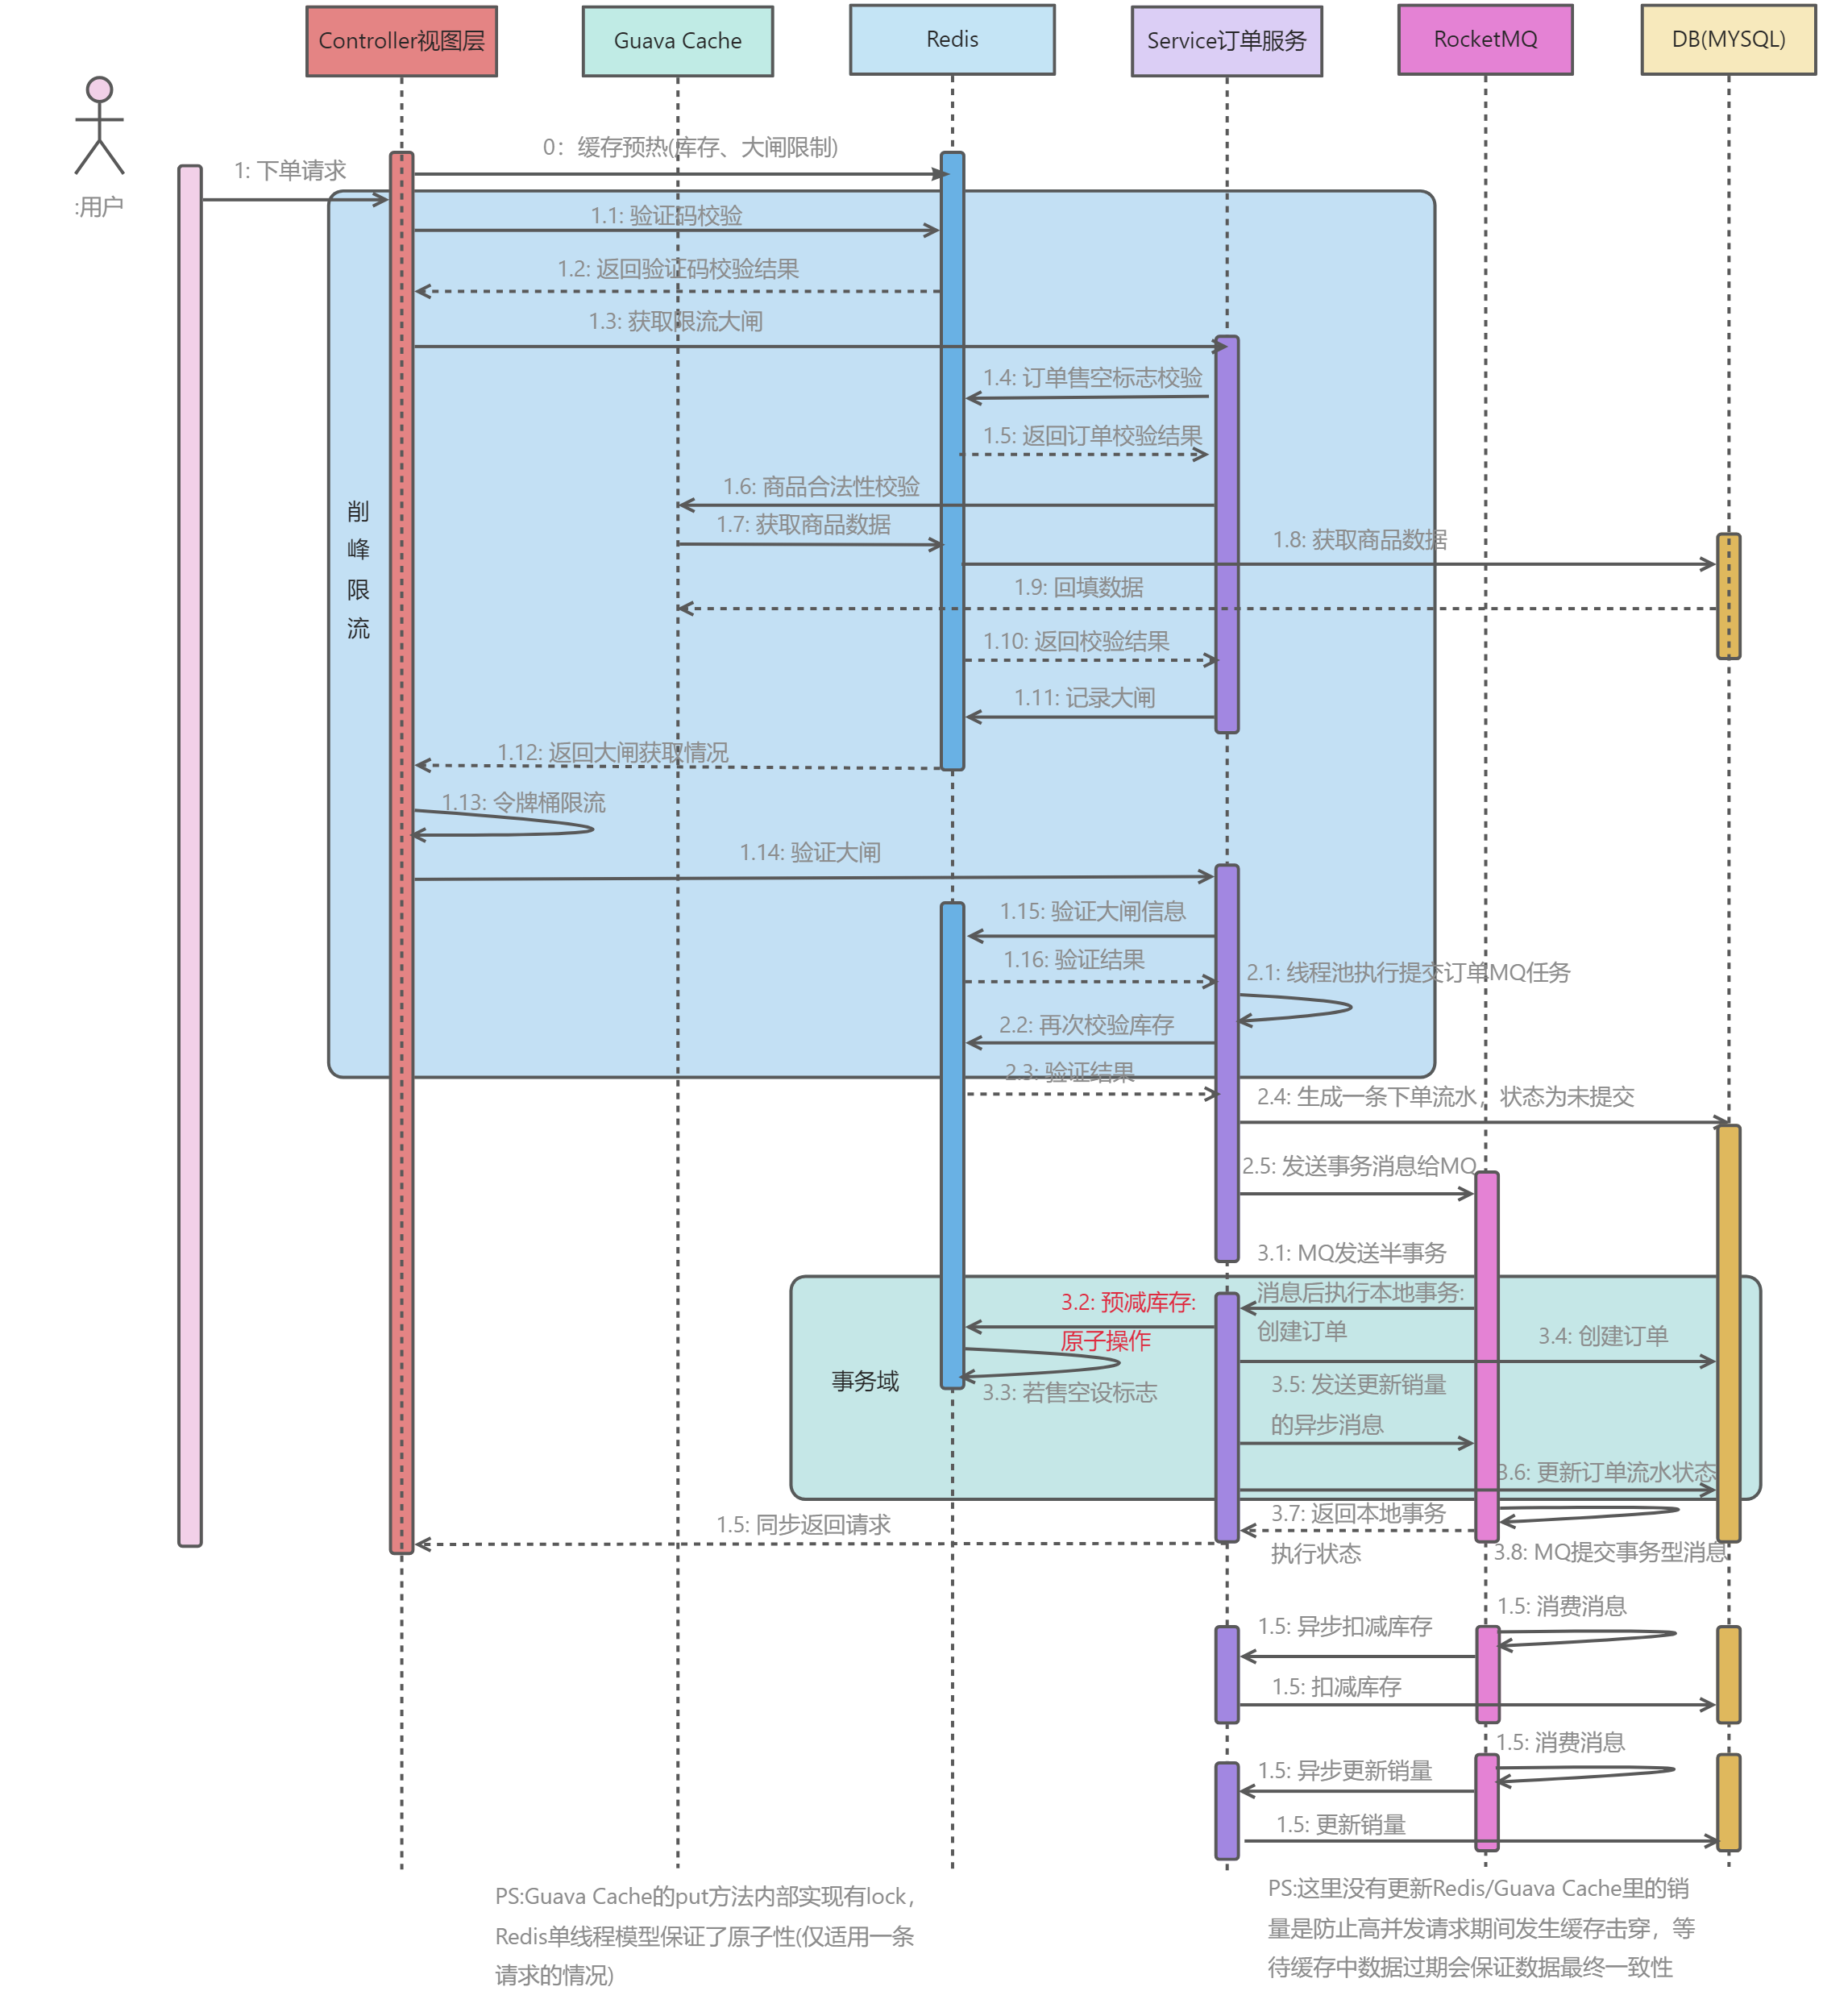 Controller视图层
Guava Cache
Redis
Service订单服务
RocketMQ
DB(MYSQL)
:用户
0：缓存预热(库存、大闸限制)
1: 下单请求
1.1: 验证码校验
1.2: 返回验证码校验结果
1.3: 获取限流大闸
1.4: 订单售空标志校验
1.5: 返回订单校验结果
1.6: 商品合法性校验
1.7: 获取商品数据
1.8: 获取商品数据
削
峰
限
流
1.9: 回填数据
1.10: 返回校验结果
1.11: 记录大闸
1.12: 返回大闸获取情况
1.13: 令牌桶限流
1.14: 验证大闸
1.15: 验证大闸信息
1.16: 验证结果
2.1: 线程池执行提交订单MQ任务
2.2: 再次校验库存
2.3: 验证结果
2.4: 生成一条下单流水，状态为未提交
2.5: 发送事务消息给MQ
3.1: MQ发送半事务
消息后执行本地事务:
创建订单
3.2: 预减库存:
原子操作
3.3: 若售空设标志
事务域
3.4: 创建订单
3.5: 发送更新销量
的异步消息
3.6: 更新订单流水状态
3.7: 返回本地事务
执行状态
1.5: 同步返回请求
3.8: MQ提交事务型消息
1.5: 消费消息
1.5: 异步扣减库存
1.5: 扣减库存
1.5: 消费消息
1.5: 异步更新销量
1.5: 更新销量
PS:Guava Cache的put方法内部实现有lock，
Redis单线程模型保证了原子性(仅适用一条
请求的情况)
PS:这里没有更新Redis/Guava Cache里的销
量是防止高并发请求期间发生缓存击穿，等
待缓存中数据过期会保证数据最终一致性